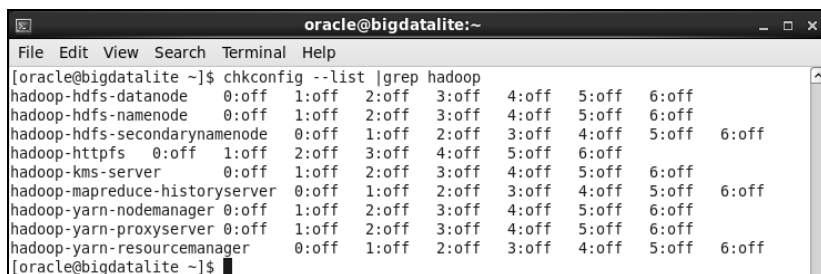 oracle@bigdatalite:~
File Edit View Search Terminal Help
[oracle@bigdatalite ~]$ chkconfig --list |grep hadoop
hadoop-hdfs-datanode 0:off 1:off 2:off 3:off 4:off 5:off 6:off
hadoop-hdfs-namenode 0:off 1:off 2:off 3:off 4:off 5:off 6:off
hadoop-hdfs-secondarynamenode 0:off 1:off 2:off 3:off 4:off 5:off 6:off
hadoop-httpfs 0:off 1:off 2:off 3:off 4:off 5:off 6:off
hadoop-kms-server 0:off 1:off 2:off 3:off 4:off 5:off 6:off
hadoop-mapreduce-historyserver 0:off 1:off 2:off 3:off 4:off 5:off 6:off
hadoop-yarn-nodemanager 0:off 1:off 2:off 3:off 4:off 5:off 6:off
hadoop-yarn-proxyserver 0:off 1:off 2:off 3:off 4:off 5:off 6:off
hadoop-yarn-resourcemanager 0:off 1:off 2:off 3:off 4:off 5:off 6:off
[oracle@bigdatalite ~]$